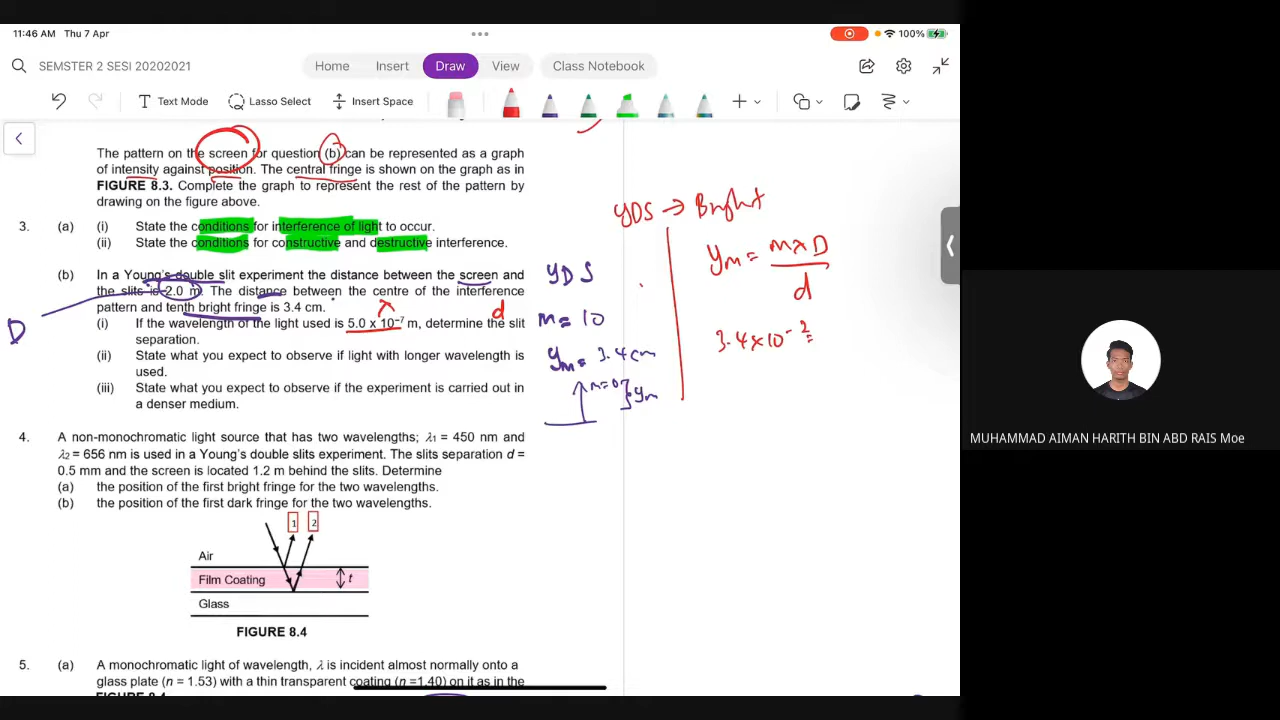 11:46 AM Thu 7 Apr
100%
SEMSTER 2 SESI 20202021
Home Insert Draw View Class Notebook
Text Mode Lasso Select Insert Space
The pattern on the screen for question (b) can be represented as a graph
of intensity against position. The central fringe is shown on the graph as in
FIGURE 8.3. Complete the graph to represent the rest of the pattern by
drawing on the figure above.
3. (a) (i) State the conditions for interference of light to occur.
(ii) State the conditions for constructive and destructive interference.
(b) In a Young's double slit experiment the distance between the screen and
the slits is 2.0 m. The distance between the centre of the interference
pattern and tenth bright fringe is 3.4 cm.
(i) If the wavelength of the light used is 5.0 x 10⁻⁷ m, determine the slit
separation.
(ii) State what you expect to observe if light with longer wavelength is
used.
(iii) State what you expect to observe if the experiment is carried out in
a denser medium.
D
λ
d
YDS
m = 10
ym = 3.4 cm
m=0 } ym
YDS → Bright
ym = mλD / d
3.4 x 10⁻²
4. A non-monochromatic light source that has two wavelengths; λ1 = 450 nm and
λ2 = 656 nm is used in a Young's double slits experiment. The slits separation d =
0.5 mm and the screen is located 1.2 m behind the slits. Determine
(a) the position of the first bright fringe for the two wavelengths.
(b) the position of the first dark fringe for the two wavelengths.
1 2
Air
Film Coating t
Glass
FIGURE 8.4
5. (a) A monochromatic light of wavelength, λ is incident almost normally onto a
glass plate (n = 1.53) with a thin transparent coating (n =1.40) on it as in the
FIGURE 8.4
MUHAMMAD AIMAN HARITH BIN ABD RAIS Moe